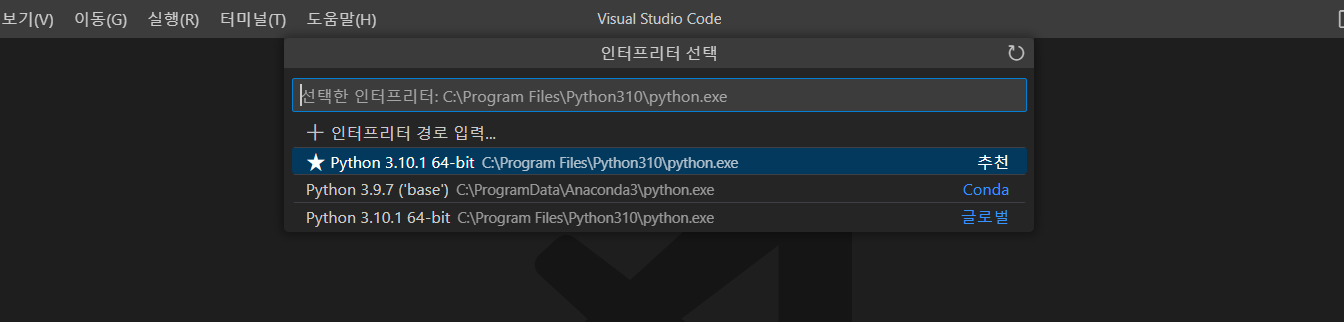 보기(V) 이동(G) 실행(R) 터미널(T) 도움말(H) Visual Studio Code
인터프리터 선택
선택한 인터프리터: C:\Program Files\Python310\python.exe
인터프리터 경로 입력...
Python 3.10.1 64-bit C:\Program Files\Python310\python.exe 추천
Python 3.9.7 ('base') C:\ProgramData\Anaconda3\python.exe Conda
Python 3.10.1 64-bit C:\Program Files\Python310\python.exe 글로벌